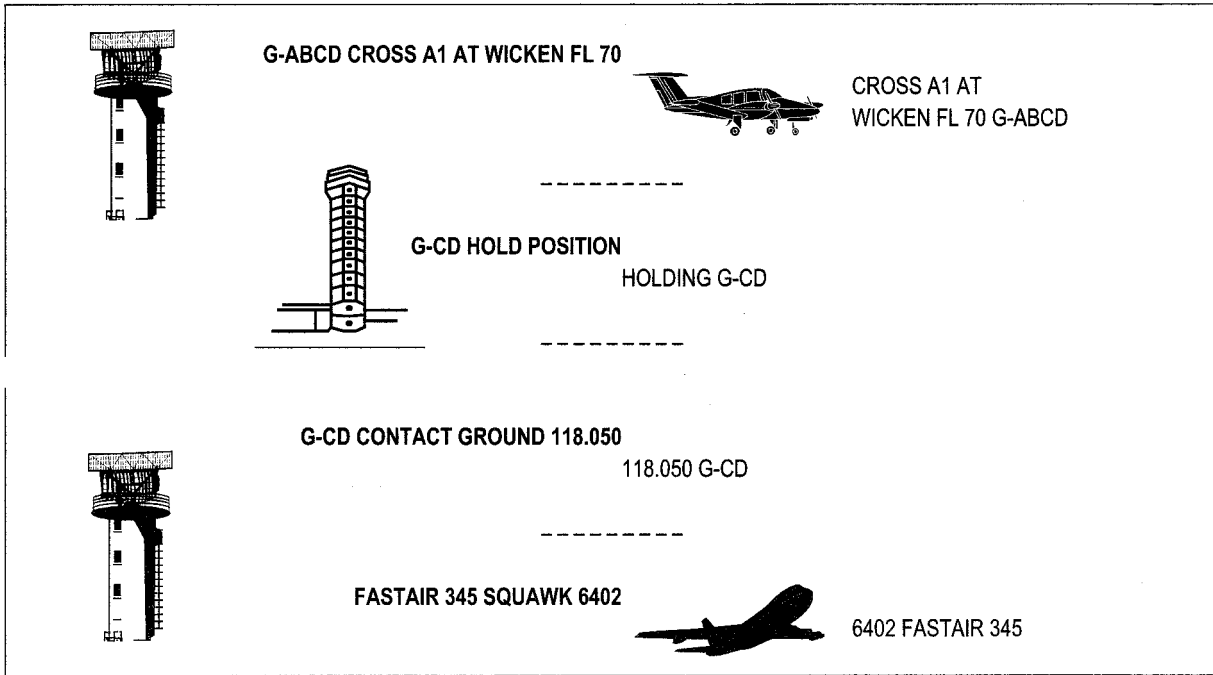 G-ABCD CROSS A1 AT WICKEN FL 70
CROSS A1 AT
WICKEN FL 70 G-ABCD
G-CD HOLD POSITION
HOLDING G-CD
G-CD CONTACT GROUND 118.050
118.050 G-CD
FASTAIR 345 SQUAWK 6402
6402 FASTAIR 345